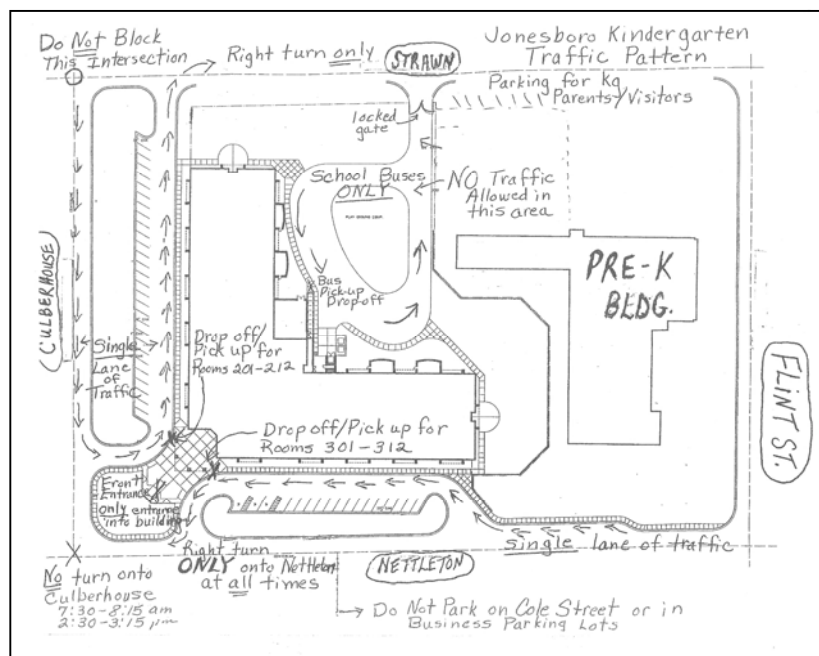 Do Not Block
This Intersection
Right turn only
STRAWN
Jonesboro Kindergarten
Traffic Pattern
Parking for Kg
Parents/Visitors
locked
gate
School Buses
ONLY
NO Traffic
Allowed in
this area
PRE-K
BLDG.
Bus
Pick-up
Drop-off
CULBERHOUSE
Single
Lane
of
Traffic
Drop off/
Pick up for
Rooms 201-212
Drop off/Pick up for
Rooms 301-312
FLINT ST.
Front
Entrance
only entrance
into building
Right turn
ONLY onto Nettleton
at all times
NETTLETON
single lane of traffic
No turn onto
Culberhouse
7:30-8:15 am
2:30-3:15 pm
Do Not Park on Cole Street or in
Business Parking Lots